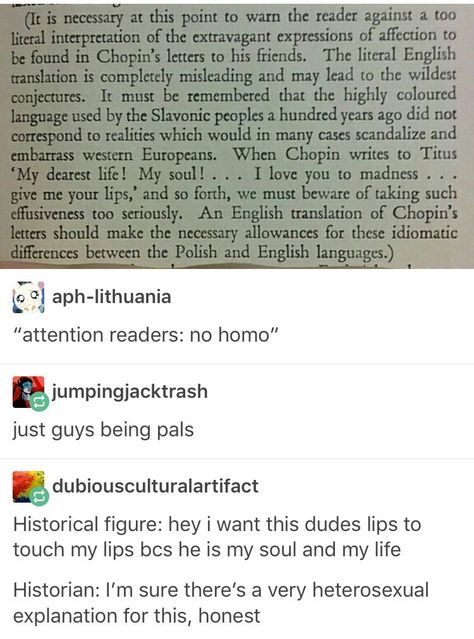 (It is necessary at this point to warn the reader against a too
literal interpretation of the extravagant expressions of affection to
be found in Chopin's letters to his friends. The literal English
translation is completely misleading and may lead to the wildest
conjectures. It must be remembered that the highly coloured
language used by the Slavonic peoples a hundred years ago did not
correspond to realities which would in many cases scandalize and
embarrass western Europeans. When Chopin writes to Titus
'My dearest life! My soul! . . . I love you to madness . . .
give me your lips,' and so forth, we must beware of taking such
effusiveness too seriously. An English translation of Chopin's
letters should make the necessary allowances for these idiomatic
differences between the Polish and English languages.)
aph-lithuania
"attention readers: no homo"
jumpingjacktrash
just guys being pals
dubiousculturalartifact
Historical figure: hey i want this dudes lips to
touch my lips bcs he is my soul and my life
Historian: I'm sure there's a very heterosexual
explanation for this, honest